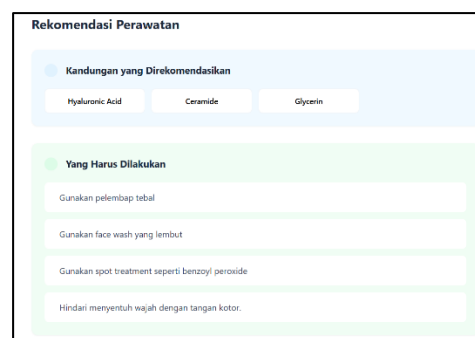 Rekomendasi Perawatan
Kandungan yang Direkomendasikan
Hyaluronic Acid
Ceramide
Glycerin
Yang Harus Dilakukan
Gunakan pelembap tebal
Gunakan face wash yang lembut
Gunakan spot treatment seperti benzoyl peroxide
Hindari menyentuh wajah dengan tangan kotor.